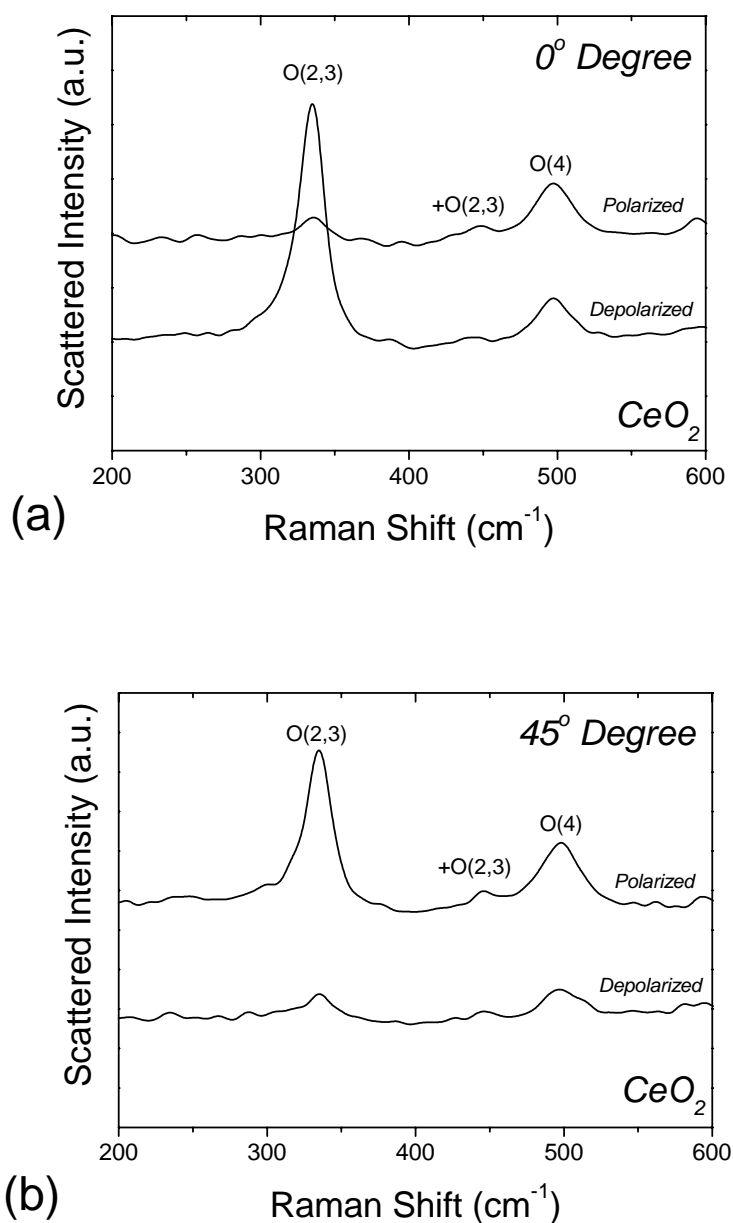 0° Degree
O(2,3)
O(4)
+O(2,3)
Polarized
Depolarized
CeO₂
Scattered Intensity (a.u.)
200 300 400 500 600
Raman Shift (cm⁻¹)
(a)
45° Degree
O(2,3)
O(4)
+O(2,3)
Polarized
Depolarized
CeO₂
Scattered Intensity (a.u.)
200 300 400 500 600
Raman Shift (cm⁻¹)
(b)